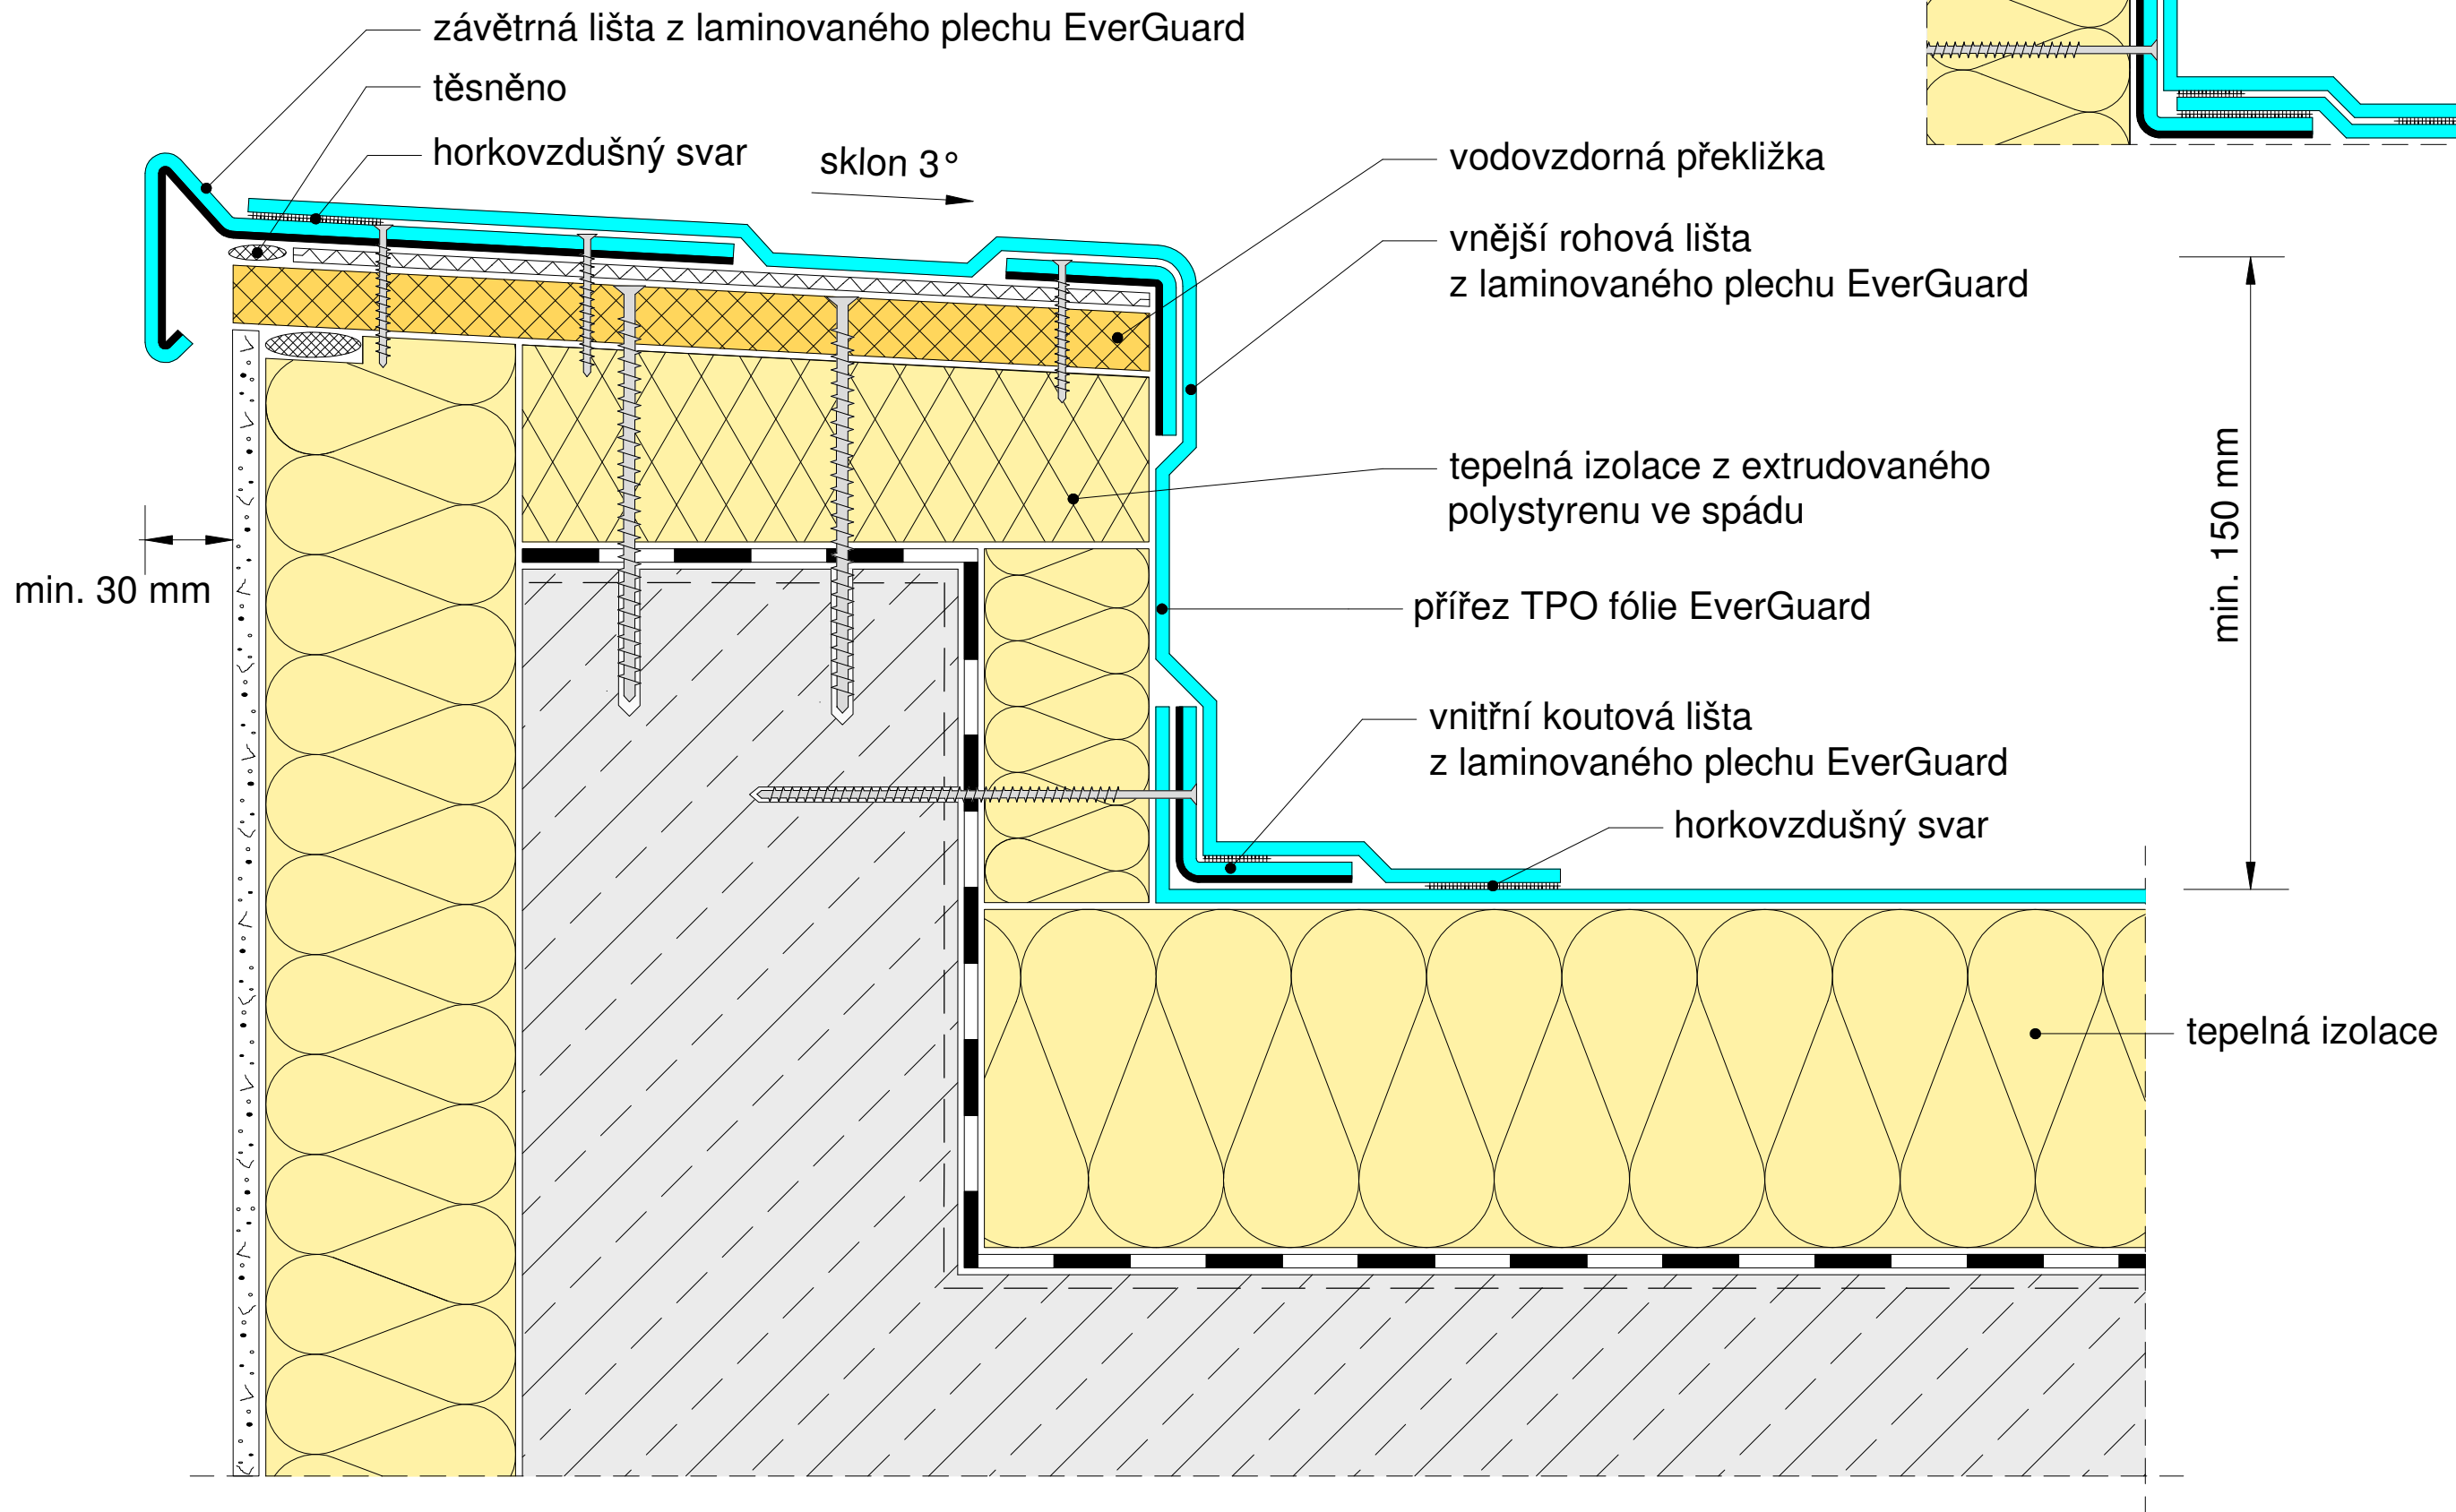 závětrná lišta z laminovaného plechu EverGuard
těsněno
horkovzdušný svar
sklon 3°
vodovzdorná překližka
vnější rohová lišta
z laminovaného plechu EverGuard
tepelná izolace z extrudovaného
polystyrenu ve spádu
min. 150 mm
min. 30 mm
přířez TPO fólie EverGuard
vnitřní koutová lišta
z laminovaného plechu EverGuard
horkovzdušný svar
tepelná izolace